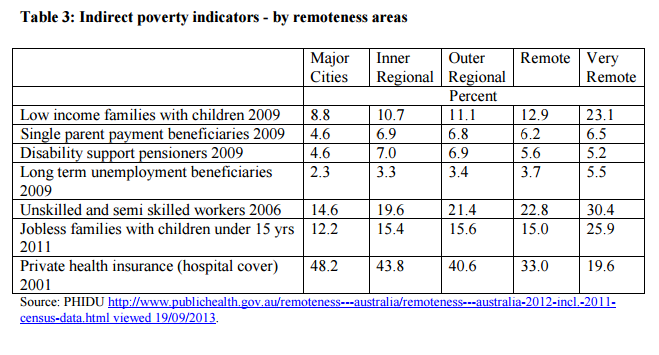 Table 3: Indirect poverty indicators - by remoteness areas
Major Cities Inner Regional Outer Regional Remote Very Remote
Percent
Low income families with children 2009 8.8 10.7 11.1 12.9 23.1
Single parent payment beneficiaries 2009 4.6 6.9 6.8 6.2 6.5
Disability support pensioners 2009 4.6 7.0 6.9 5.6 5.2
Long term unemployment beneficiaries 2009 2.3 3.3 3.4 3.7 5.5
Unskilled and semi skilled workers 2006 14.6 19.6 21.4 22.8 30.4
Jobless families with children under 15 yrs 2011 12.2 15.4 15.6 15.0 25.9
Private health insurance (hospital cover) 2001 48.2 43.8 40.6 33.0 19.6
Source: PHIDU http://www.publichealth.gov.au/remoteness---australia/remoteness---australia-2012-incl.-2011-
census-data.html viewed 19/09/2013.